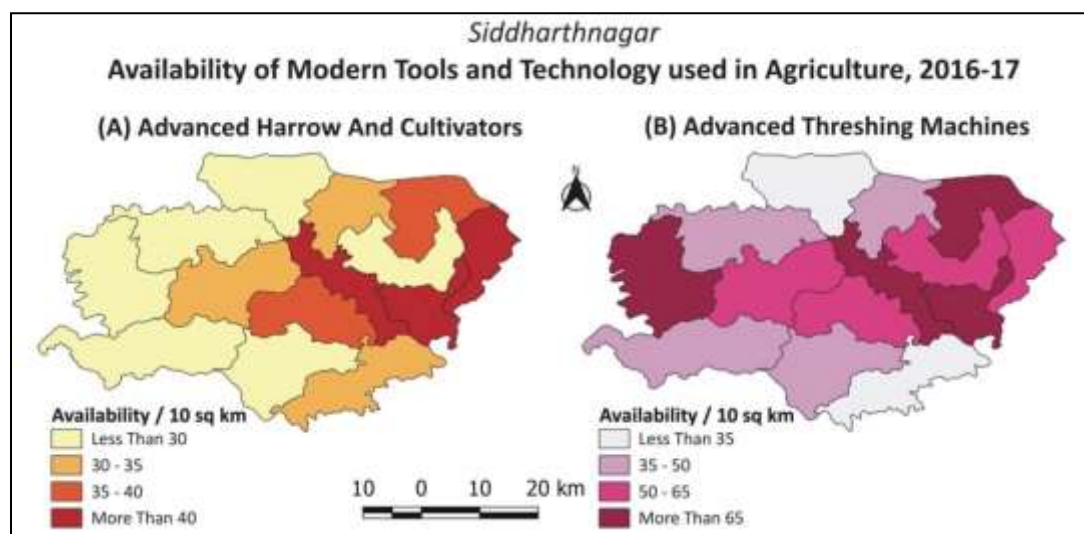 Siddharthnagar
Availability of Modern Tools and Technology used in Agriculture, 2016-17
(A) Advanced Harrow And Cultivators
(B) Advanced Threshing Machines
N
Availability / 10 sq km
Less Than 30
30 - 35
35 - 40
More Than 40
10 0 10 20 km
Availability / 10 sq km
Less Than 35
35 - 50
50 - 65
More Than 65